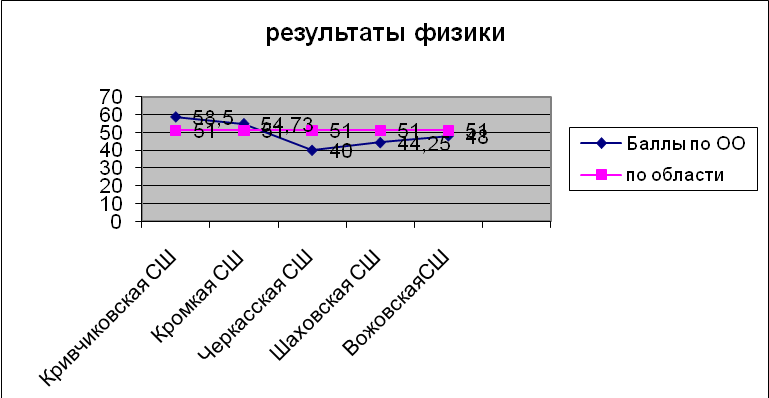 результаты физики
70
60
50
40
30
20
10
0
58,5
54,73
40
44,25
48
51
51
51
51
51
Кривчиковская СШ
Кромкая СШ
Черкасская СШ
Шаховская СШ
ВожовскаяСШ
Баллы по ОО
по области